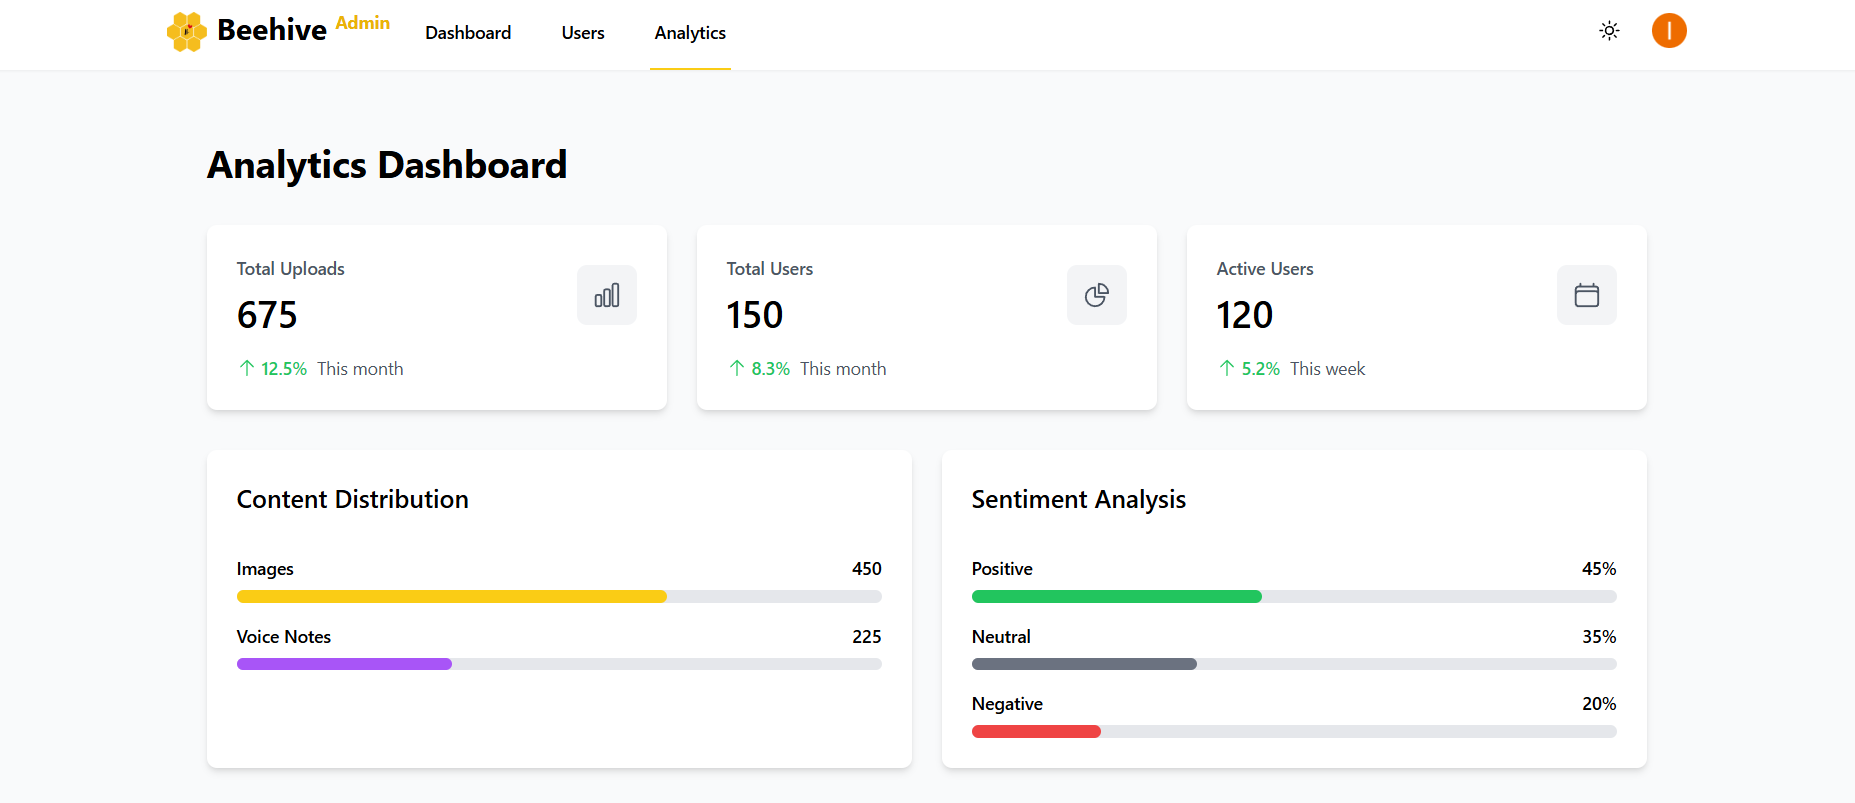 Beehive Admin
Dashboard Users Analytics
I
Analytics Dashboard
Total Uploads
675
↑ 12.5% This month
Total Users
150
↑ 8.3% This month
Active Users
120
↑ 5.2% This week
Content Distribution
Images 450
Voice Notes 225
Sentiment Analysis
Positive 45%
Neutral 35%
Negative 20%